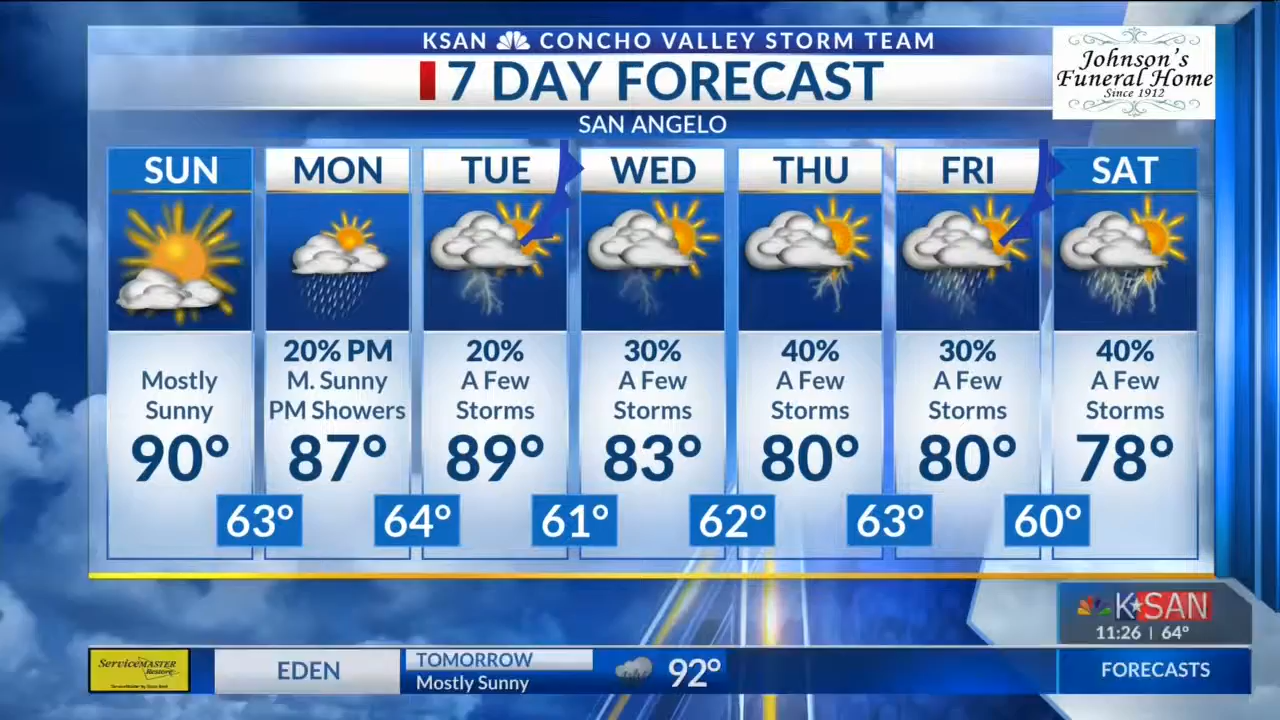 KSAN CONCHO VALLEY STORM TEAM
7 DAY FORECAST
SAN ANGELO
Johnson's
Funeral Home
Since 1912
SUN MON TUE WED THU FRI SAT
20% PM 20% 30% 40% 30% 40%
Mostly M. Sunny A Few A Few A Few A Few A Few
Sunny PM Showers Storms Storms Storms Storms Storms
90° 87° 89° 83° 80° 80° 78°
63° 64° 61° 62° 63° 60°
KSAN
11:26 | 64°
ServiceMASTER
Restore
EDEN
TOMORROW
Mostly Sunny
92°
FORECASTS